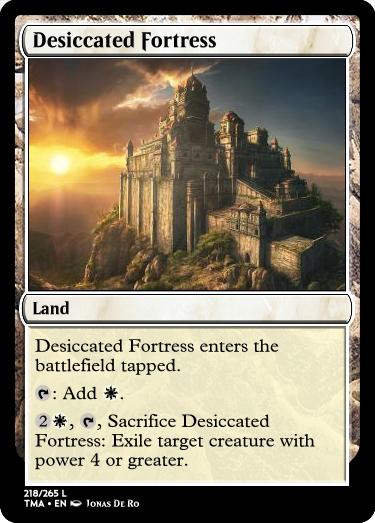 Desiccated Fortress
Land
Desiccated Fortress enters the
battlefield tapped.
: Add .
2 , , Sacrifice Desiccated
Fortress: Exile target creature with
power 4 or greater.
218/265 L
TMA • EN Jonas De Ro